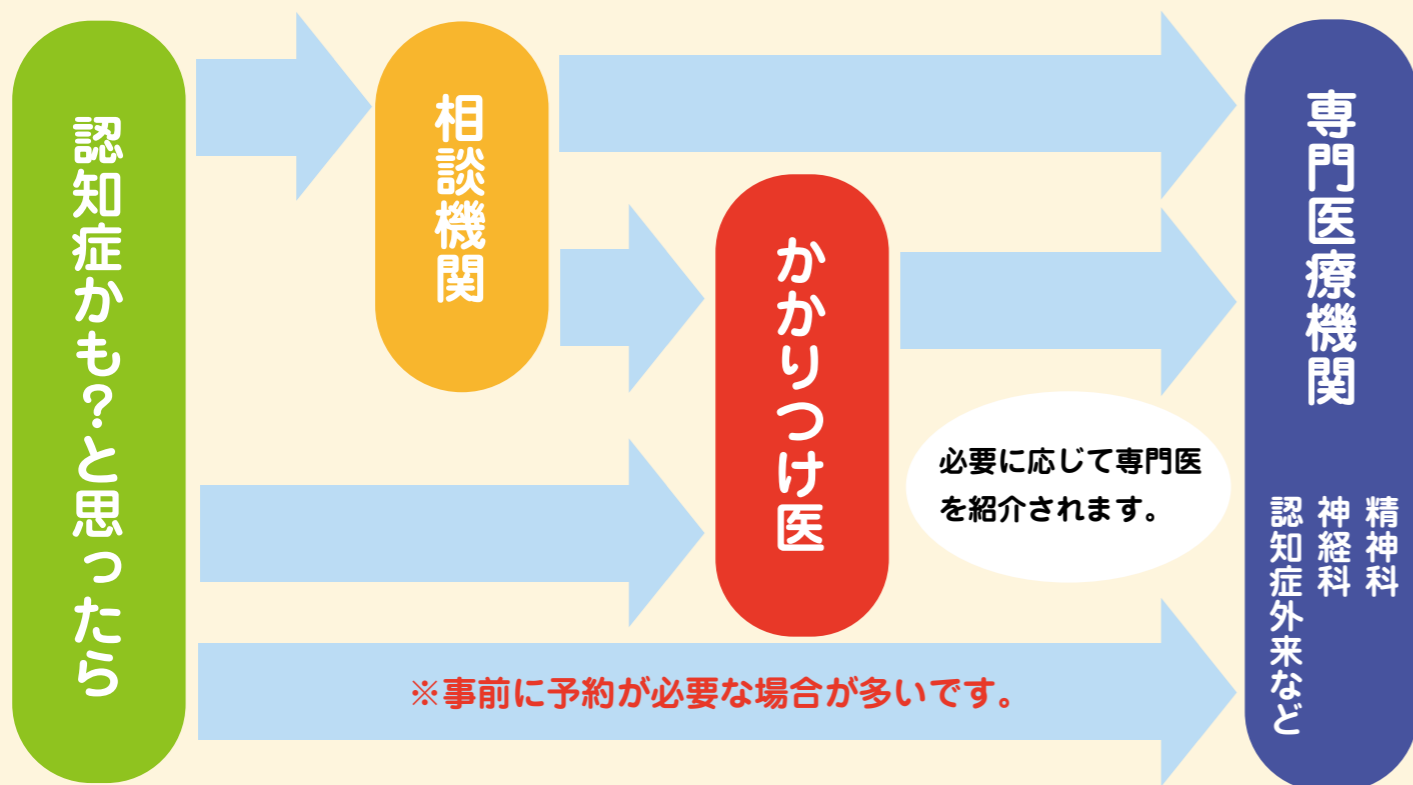 認知症かも?と思ったら
相談機関
かかりつけ医
必要に応じて専門医
を紹介されます。
※事前に予約が必要な場合が多いです。
専門医療機関
精神科
神経科
認知症外来など